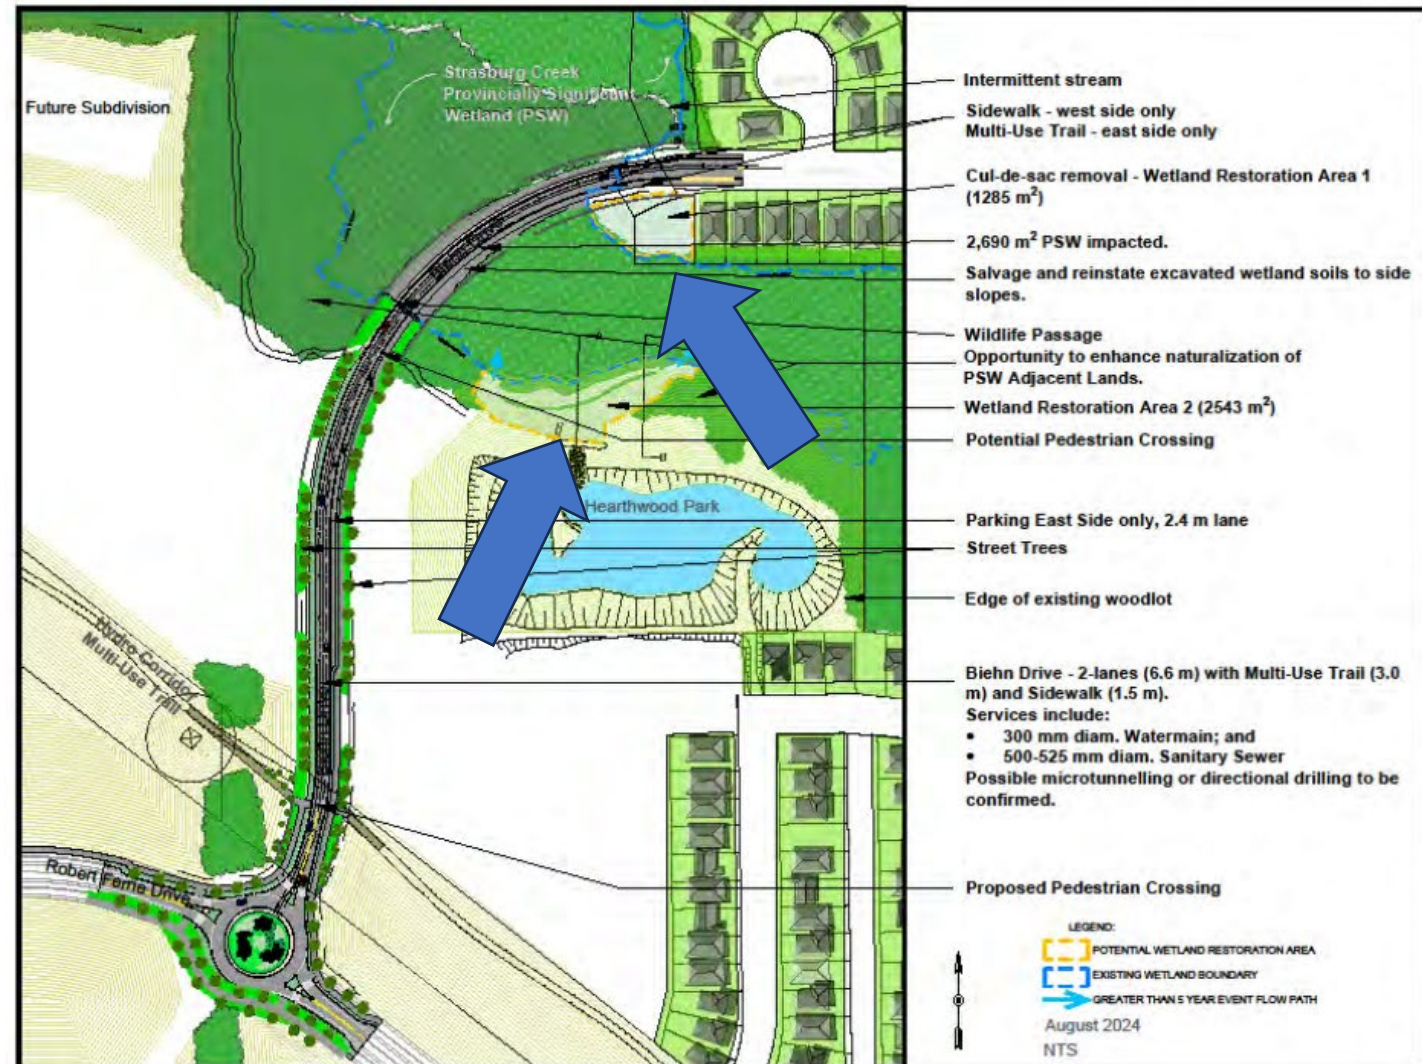 Future Subdivision
Strasburg Creek
Provincially Significant
Wetland (PSW)
Hearthwood Park
Hydro Corridor
Multi-Use Trail
Robert Ferrie Drive
Intermittent stream
Sidewalk - west side only
Multi-Use Trail - east side only
Cul-de-sac removal - Wetland Restoration Area 1
(1285 m²)
2,690 m² PSW impacted.
Salvage and reinstate excavated wetland soils to side
slopes.
Wildlife Passage
Opportunity to enhance naturalization of
PSW Adjacent Lands.
Wetland Restoration Area 2 (2543 m²)
Potential Pedestrian Crossing
Parking East Side only, 2.4 m lane
Street Trees
Edge of existing woodlot
Biehn Drive - 2-lanes (6.6 m) with Multi-Use Trail (3.0
m) and Sidewalk (1.5 m).
Services include:
• 300 mm diam. Watermain; and
• 500-525 mm diam. Sanitary Sewer
Possible microtunnelling or directional drilling to be
confirmed.
Proposed Pedestrian Crossing
LEGEND:
POTENTIAL WETLAND RESTORATION AREA
EXISTING WETLAND BOUNDARY
GREATER THAN 5 YEAR EVENT FLOW PATH
August 2024
NTS